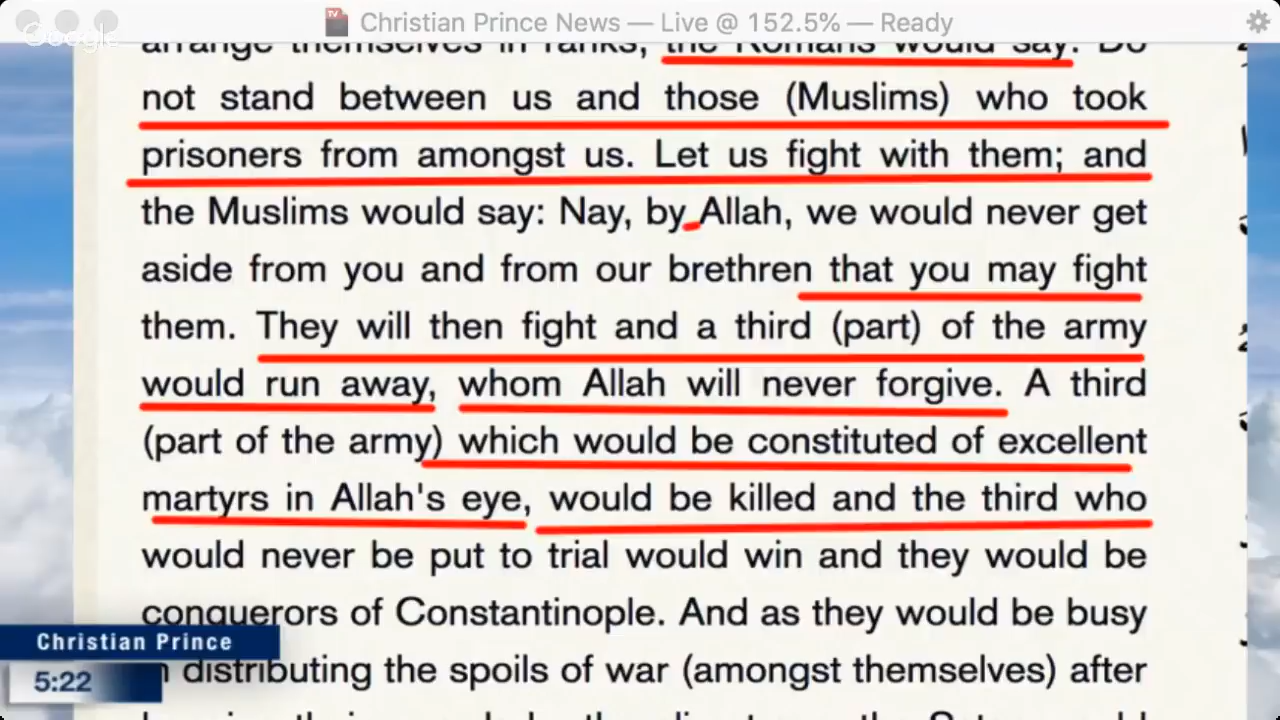 TV
Christian Prince News — Live @ 152.5% — Ready
Google
arrange themselves in ranks, the Romans would say: Do
not stand between us and those (Muslims) who took
prisoners from amongst us. Let us fight with them; and
the Muslims would say: Nay, by Allah, we would never get
aside from you and from our brethren that you may fight
them. They will then fight and a third (part) of the army
would run away, whom Allah will never forgive. A third
(part of the army) which would be constituted of excellent
martyrs in Allah's eye, would be killed and the third who
would never be put to trial would win and they would be
conquerors of Constantinople. And as they would be busy
distributing the spoils of war (amongst themselves) after
Christian Prince
5:22